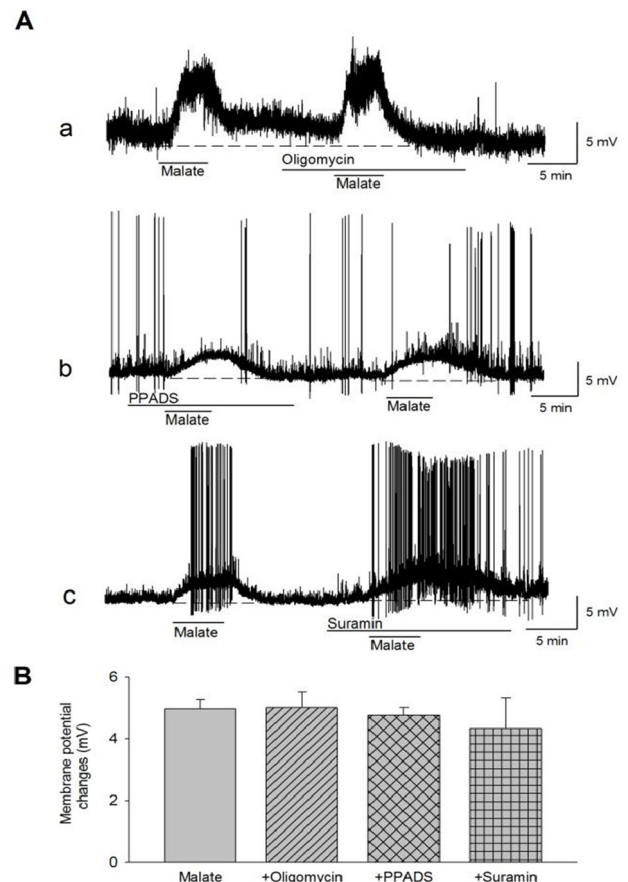 A
a
Oligomycin
Malate
Malate
5 mV
5 min
b
PPADS
Malate
Malate
5 mV
5 min
c
Suramin
Malate
Malate
5 mV
5 min
B
Membrane potential
changes (mV)
6
4
2
0
Malate
+Oligomycin
+PPADS
+Suramin